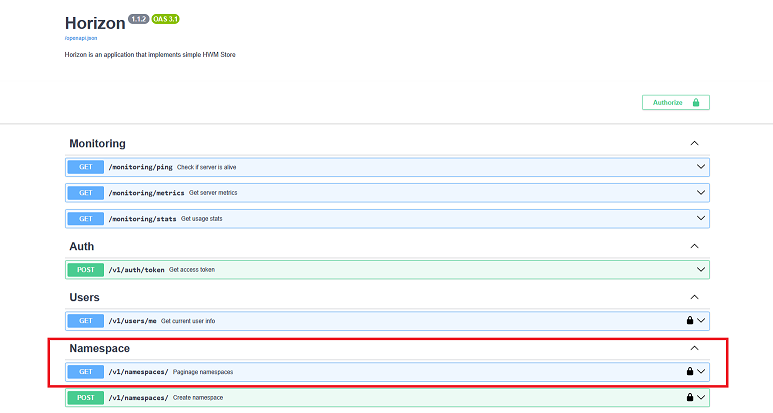 Horizon 1.1.2 OAS 3.1
/openapi.json
Horizon is an application that implements simple HWM Store
Authorize
Monitoring
GET /monitoring/ping Check if server is alive
GET /monitoring/metrics Get server metrics
GET /monitoring/stats Get usage stats
Auth
POST /v1/auth/token Get access token
Users
GET /v1/users/me Get current user info
Namespace
GET /v1/namespaces/ Paginage namespaces
POST /v1/namespaces/ Create namespace